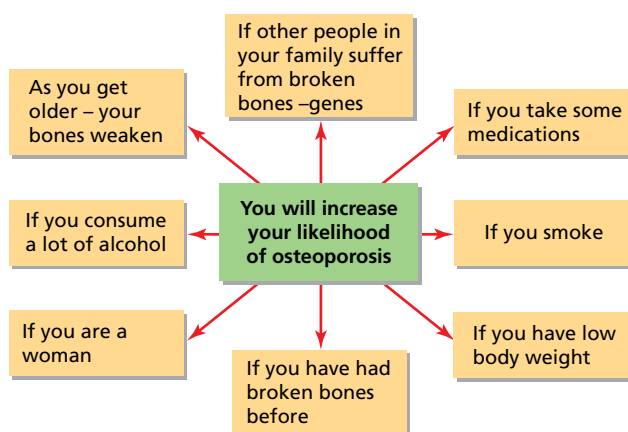 If other people in
your family suffer
from broken
bones –genes
As you get
older – your
bones weaken
If you take some
medications
If you consume
a lot of alcohol
You will increase
your likelihood
of osteoporosis
If you smoke
If you are a
woman
If you have had
broken bones
before
If you have low
body weight